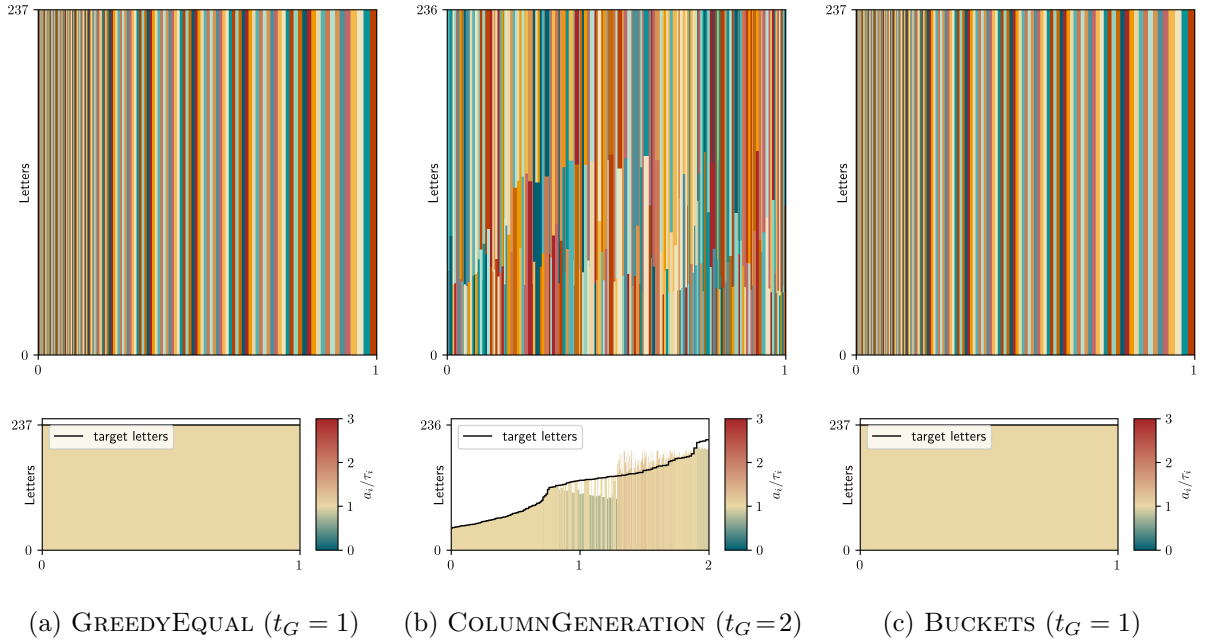 237
Letters
0
0
1
236
Letters
0
0
1
237
Letters
0
0
1
237
Letters
0
0
1
target letters
3
2
1
0
a_i/τ_i
236
Letters
0
0
1
2
target letters
3
2
1
0
a_i/τ_i
237
Letters
0
0
1
target letters
3
2
1
0
a_i/τ_i
(a) GREEDYEQUAL (t_G = 1)
(b) COLUMNGENERATION (t_G=2)
(c) BUCKETS (t_G = 1)